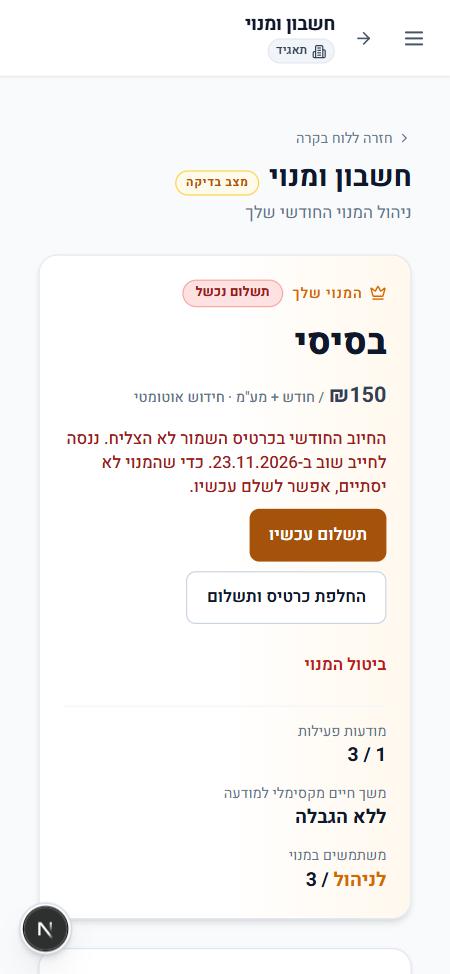 חשבון ומנוי
תאגיד
חזרה ללוח בקרה
חשבון ומנוי מצב בדיקה
ניהול המנוי החודשי שלך
המנוי שלך תשלום נכשל
בסיסי
₪150 / חודש + מע"מ · חידוש אוטומטי
החיוב החודשי בכרטיס השמור לא הצליח. ננסה
לחייב שוב ב-23.11.2026. כדי שהמנוי לא
יסתיים, אפשר לשלם עכשיו.
תשלום עכשיו
החלפת כרטיס ותשלום
ביטול המנוי
מודעות פעילות
1 / 3
משך חיים מקסימלי למודעה
ללא הגבלה
משתמשים במנוי
לניהול / 3
N